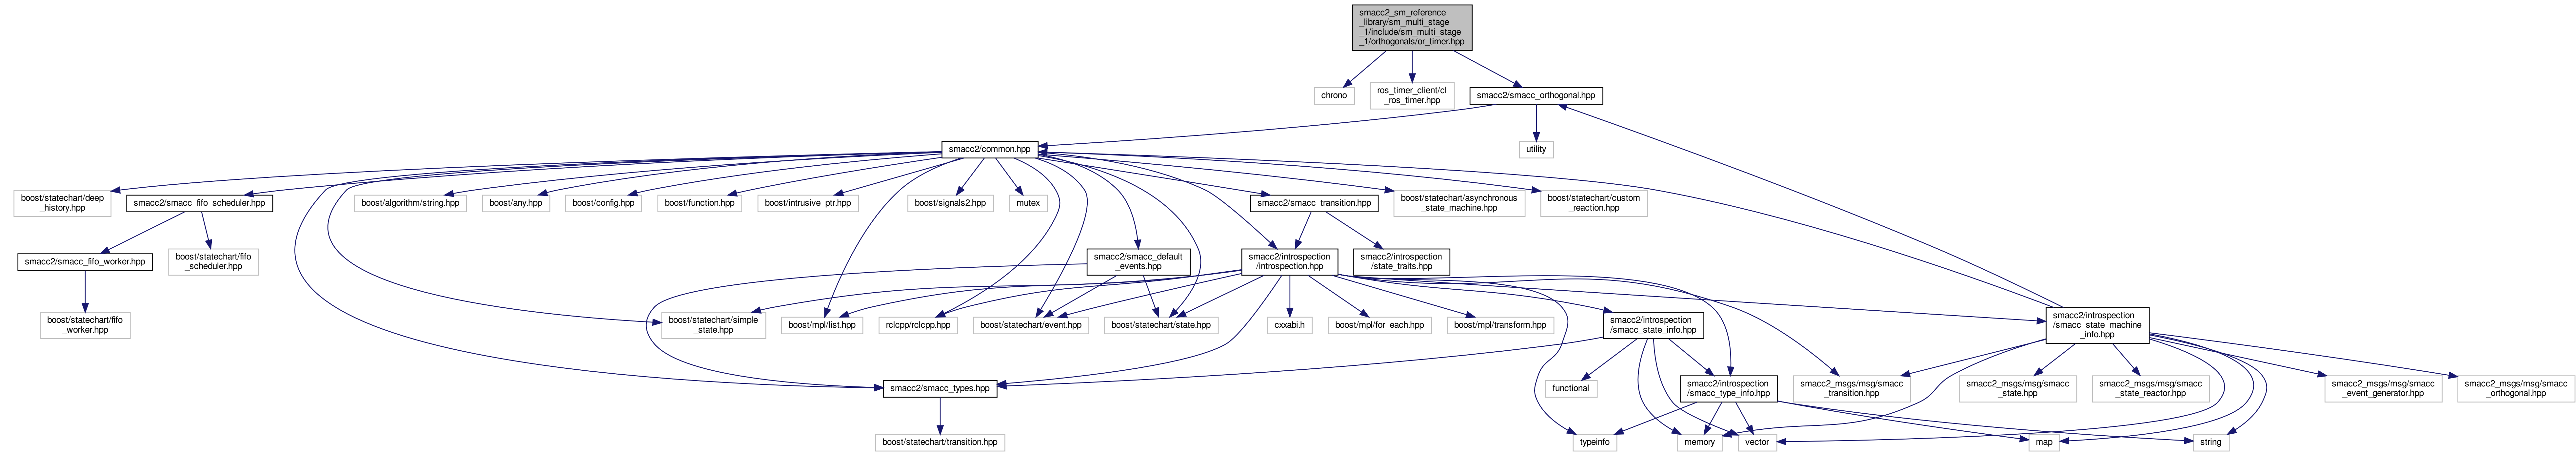 smacc2_sm_reference
_library/sm_multi_stage
_1/include/sm_multi_stage
_1/orthogonals/or_timer.hpp
chrono
ros_timer_client/cl
_ros_timer.hpp
smacc2/smacc_orthogonal.hpp
smacc2/common.hpp
utility
boost/statechart/deep
_history.hpp
smacc2/smacc_fifo_scheduler.hpp
boost/algorithm/string.hpp
boost/any.hpp
boost/config.hpp
boost/function.hpp
boost/intrusive_ptr.hpp
boost/signals2.hpp
mutex
smacc2/smacc_transition.hpp
boost/statechart/asynchronous
_state_machine.hpp
boost/statechart/custom
_reaction.hpp
smacc2/smacc_fifo_worker.hpp
boost/statechart/fifo
_scheduler.hpp
smacc2/smacc_default
_events.hpp
smacc2/introspection
/introspection.hpp
smacc2/introspection
/state_traits.hpp
boost/statechart/fifo
_worker.hpp
boost/statechart/simple
_state.hpp
boost/mpl/list.hpp
rclcpp/rclcpp.hpp
boost/statechart/event.hpp
boost/statechart/state.hpp
cxxabi.h
boost/mpl/for_each.hpp
boost/mpl/transform.hpp
smacc2/introspection
/smacc_state_info.hpp
smacc2/introspection
/smacc_state_machine
_info.hpp
smacc2/smacc_types.hpp
functional
smacc2/introspection
/smacc_type_info.hpp
smacc2_msgs/msg/smacc
_transition.hpp
smacc2_msgs/msg/smacc
_state.hpp
smacc2_msgs/msg/smacc
_state_reactor.hpp
smacc2_msgs/msg/smacc
_event_generator.hpp
smacc2_msgs/msg/smacc
_orthogonal.hpp
boost/statechart/transition.hpp
typeinfo
memory
vector
map
string